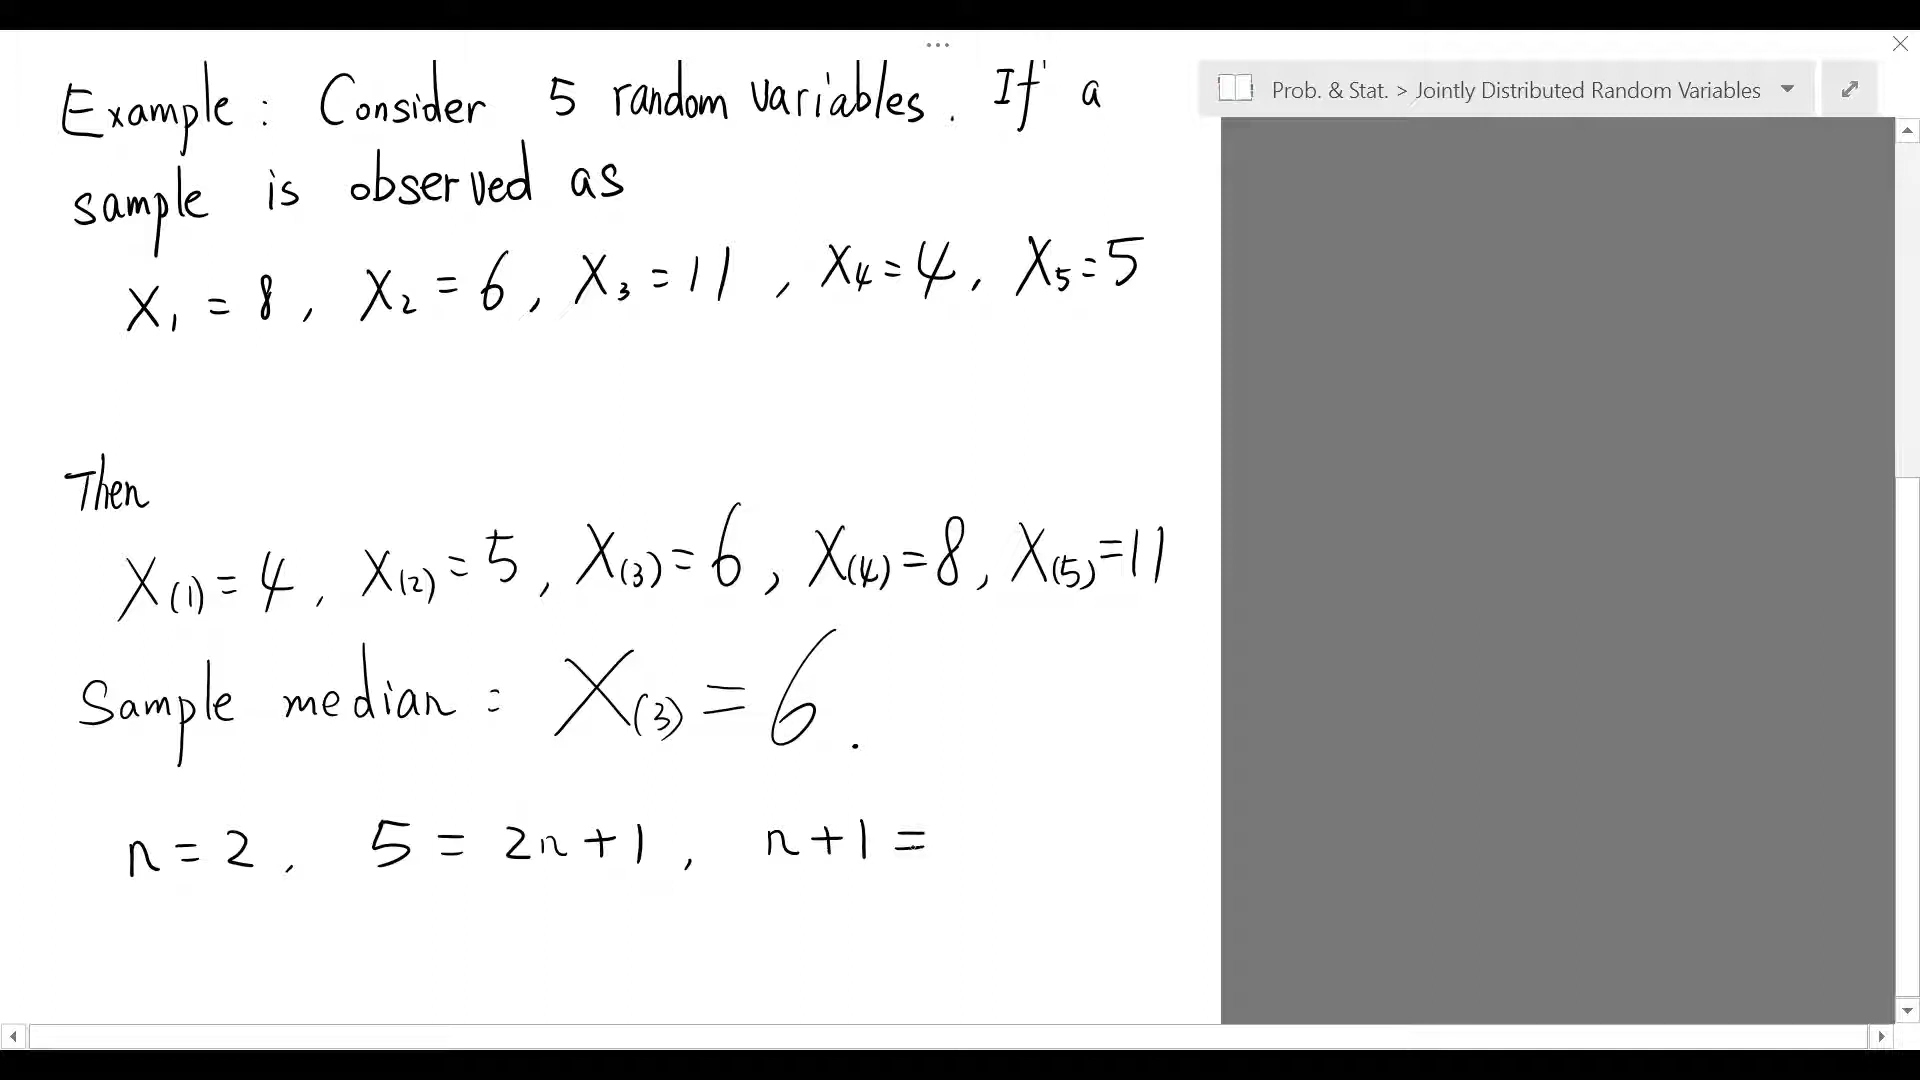 Example: Consider 5 random variables. If a
sample is observed as
X₁ = 8, X₂ = 6, X₃ = 11, X₄ = 4, X₅ = 5
Then
X₍₁₎ = 4, X₍₂₎ = 5, X₍₃₎ = 6, X₍₄₎ = 8, X₍₅₎ = 11
Sample median: X₍₃₎ = 6.
n = 2, 5 = 2n + 1, n + 1 =
Prob. & Stat. > Jointly Distributed Random Variables